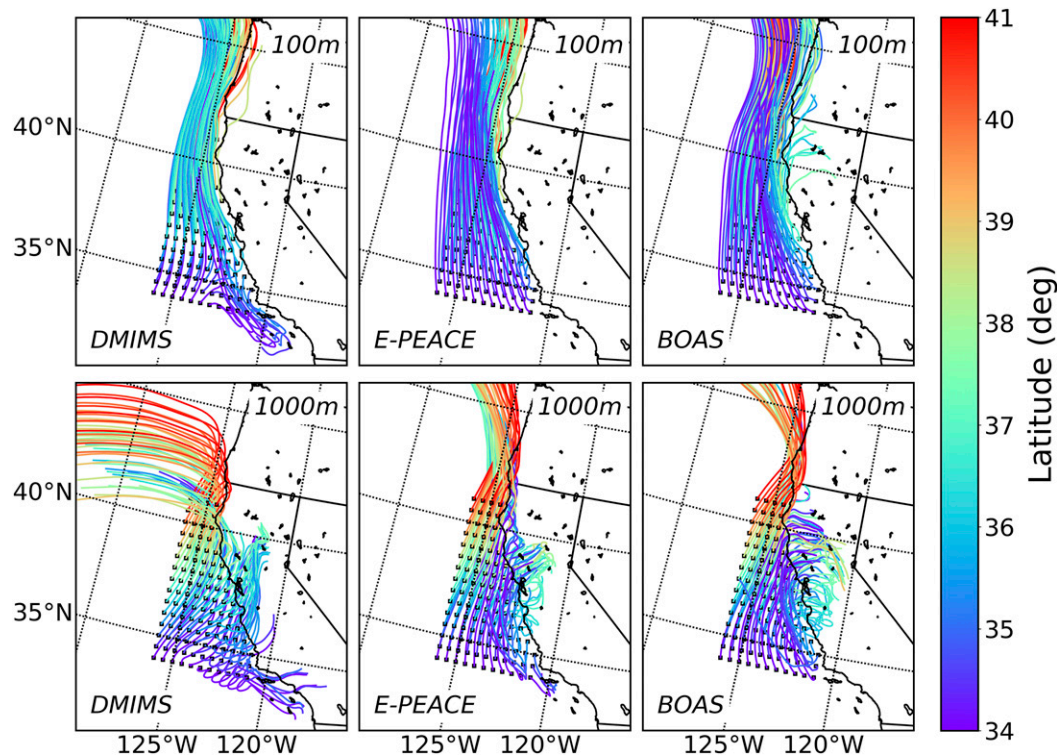 100m
100m
100m
41
40
39
38
37
36
35
34
Latitude (deg)
40°N
35°N
DMIMS
E-PEACE
BOAS
1000m
1000m
1000m
40°N
35°N
DMIMS
E-PEACE
BOAS
125°W 120°W
125°W 120°W
125°W 120°W